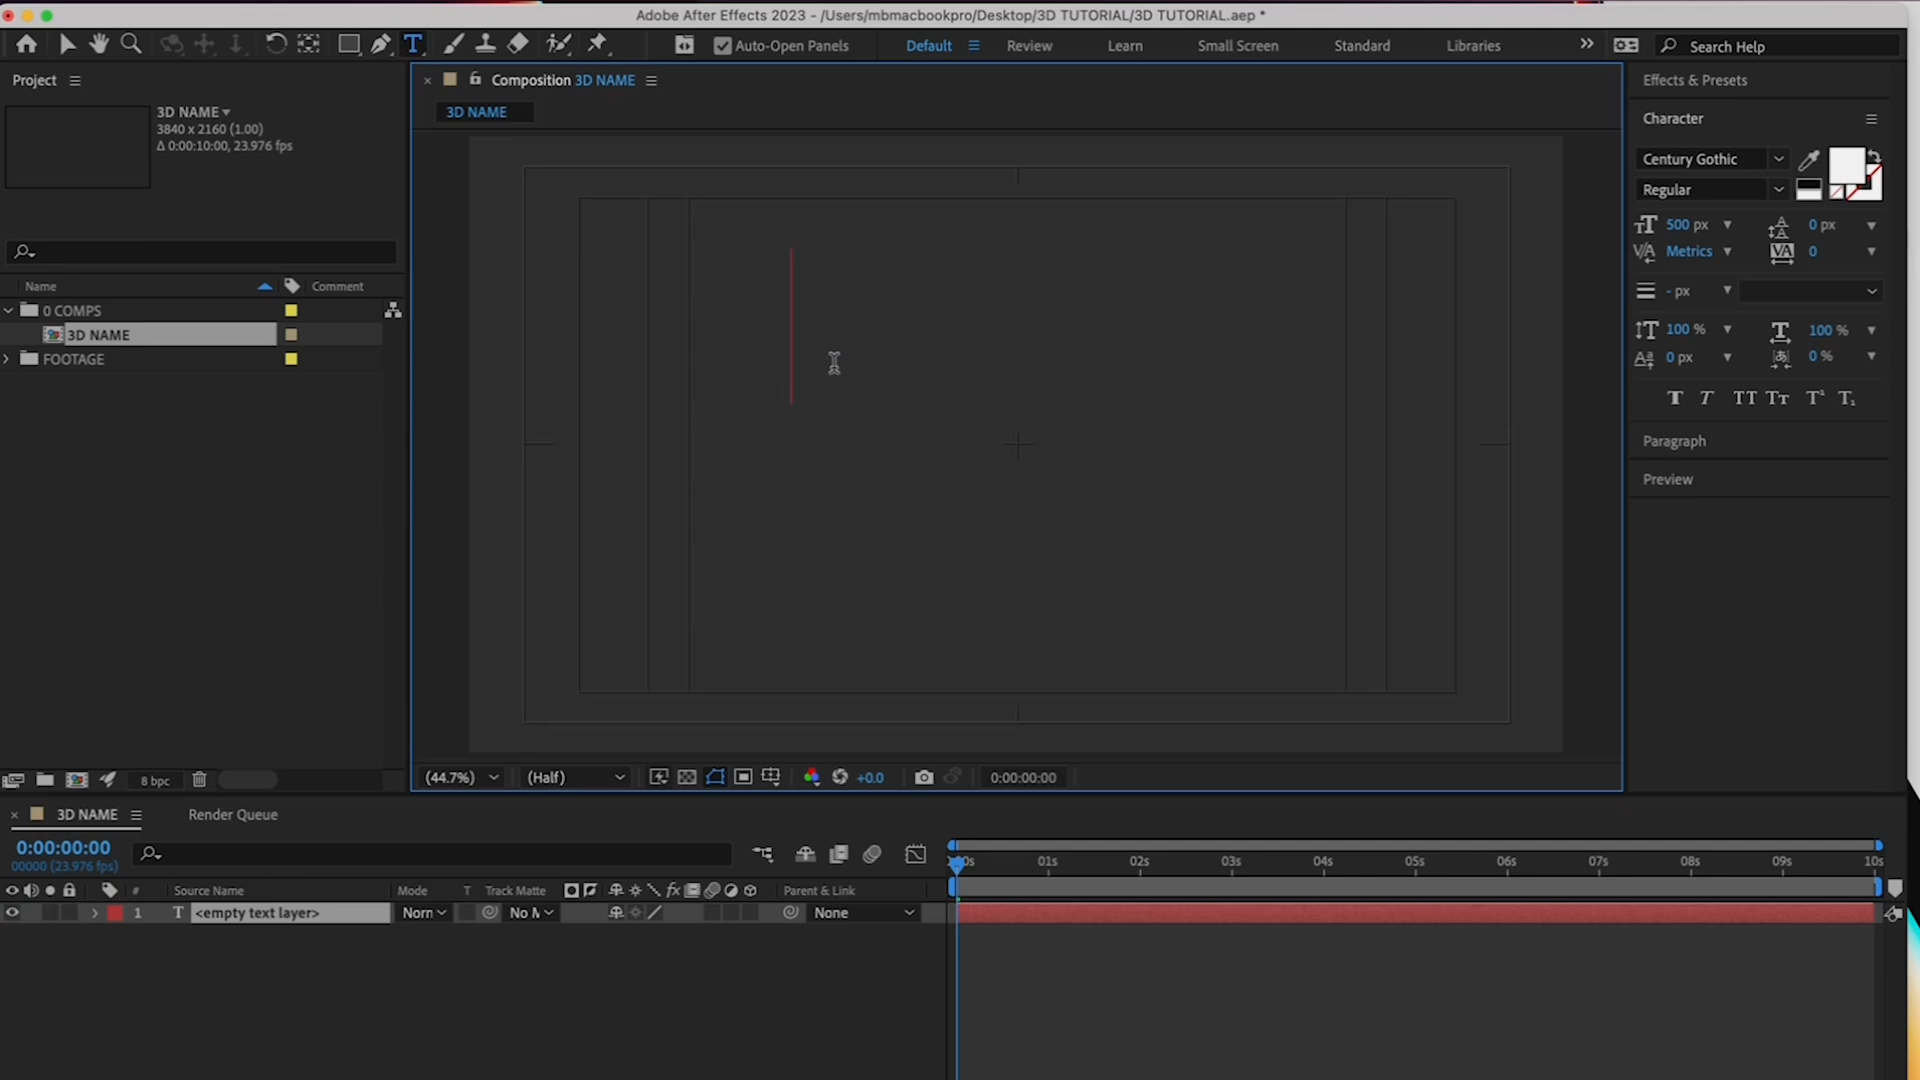 Adobe After Effects 2023 - /Users/mbmacbookpro/Desktop/3D TUTORIAL/3D TUTORIAL.aep *
Auto-Open Panels
Default
Review
Learn
Small Screen
Standard
Libraries
Search Help
Project
Composition 3D NAME
Effects & Presets
3D NAME
3840 x 2160 (1.00)
Δ 0:00:10:00, 23.976 fps
3D NAME
Character
Century Gothic
Regular
500 px
0 px
Metrics
0
- px
100 %
100 %
0 px
0 %
Paragraph
Preview
Name
Comment
0 COMPS
3D NAME
FOOTAGE
8 bpc
(44.7%)
(Half)
+0.0
0:00:00:00
3D NAME
Render Queue
0:00:00:00
00000 (23.976 fps)
01s
02s
03s
04s
05s
06s
07s
08s
09s
10s
#
Source Name
Mode
T
Track Matte
fx
Parent & Link
1
T
<empty text layer>
Norn
No M
None